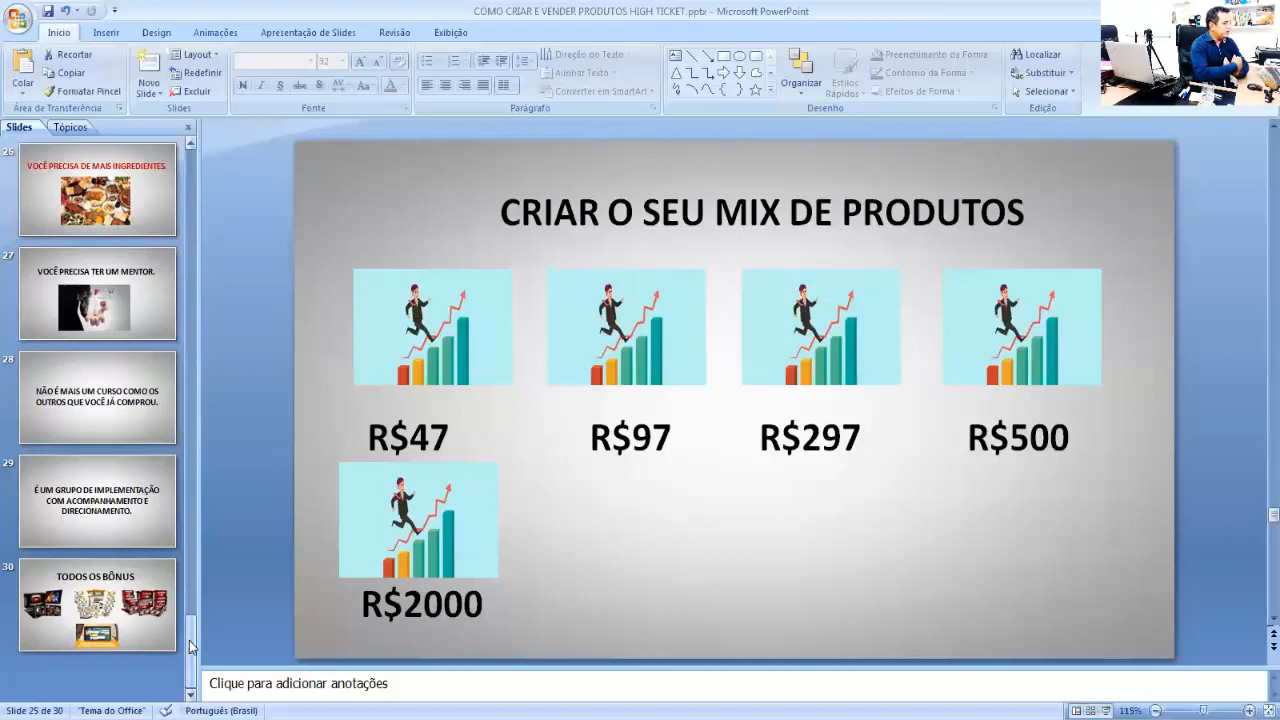 COMO CRIAR E VENDER PRODUTOS HIGH TICKET.pptx - Microsoft PowerPoint
Início Inserir Design Animações Apresentação de Slides Revisão Exibição
Colar
Recortar
Copiar
Formatar Pincel
Área de Transferência
Novo Slide
Layout
Redefinir
Excluir
Slides
32
Fonte
Direção do Texto
Converter em SmartArt
Parágrafo
Organizar
Estilos Rápidos
Preenchimento da Forma
Contorno da Forma
Efeitos de Forma
Desenho
Localizar
Substituir
Selecionar
Edição
Slides Tópicos
26
VOCÊ PRECISA DE MAIS INGREDIENTES.
27
VOCÊ PRECISA TER UM MENTOR.
28
NÃO É MAIS UM CURSO COMO OS
OUTROS QUE VOCÊ JÁ COMPROU.
29
É UM GRUPO DE IMPLEMENTAÇÃO
COM ACOMPANHAMENTO E
DIRECIONAMENTO.
30
TODOS OS BÔNUS
CRIAR O SEU MIX DE PRODUTOS
R$47 R$97 R$297 R$500
R$2000
Clique para adicionar anotações
Slide 25 de 30 "Tema do Office" Português (Brasil) 115%